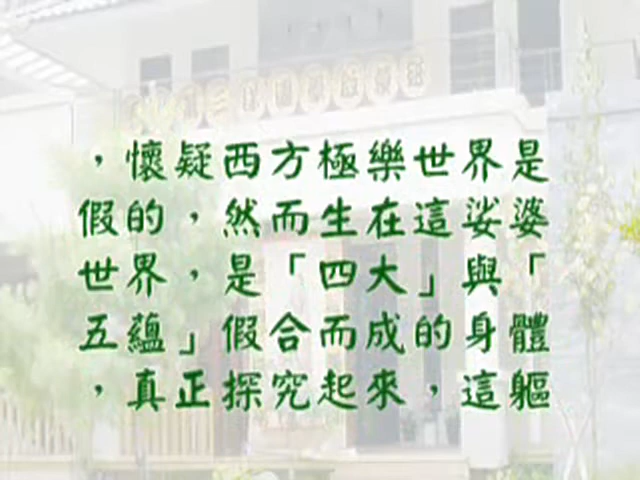 ，懷疑西方極樂世界是
假的，然而生在這娑婆
世界，是「四大」與「
五蘊」假合而成的身體
，真正探究起來，這軀